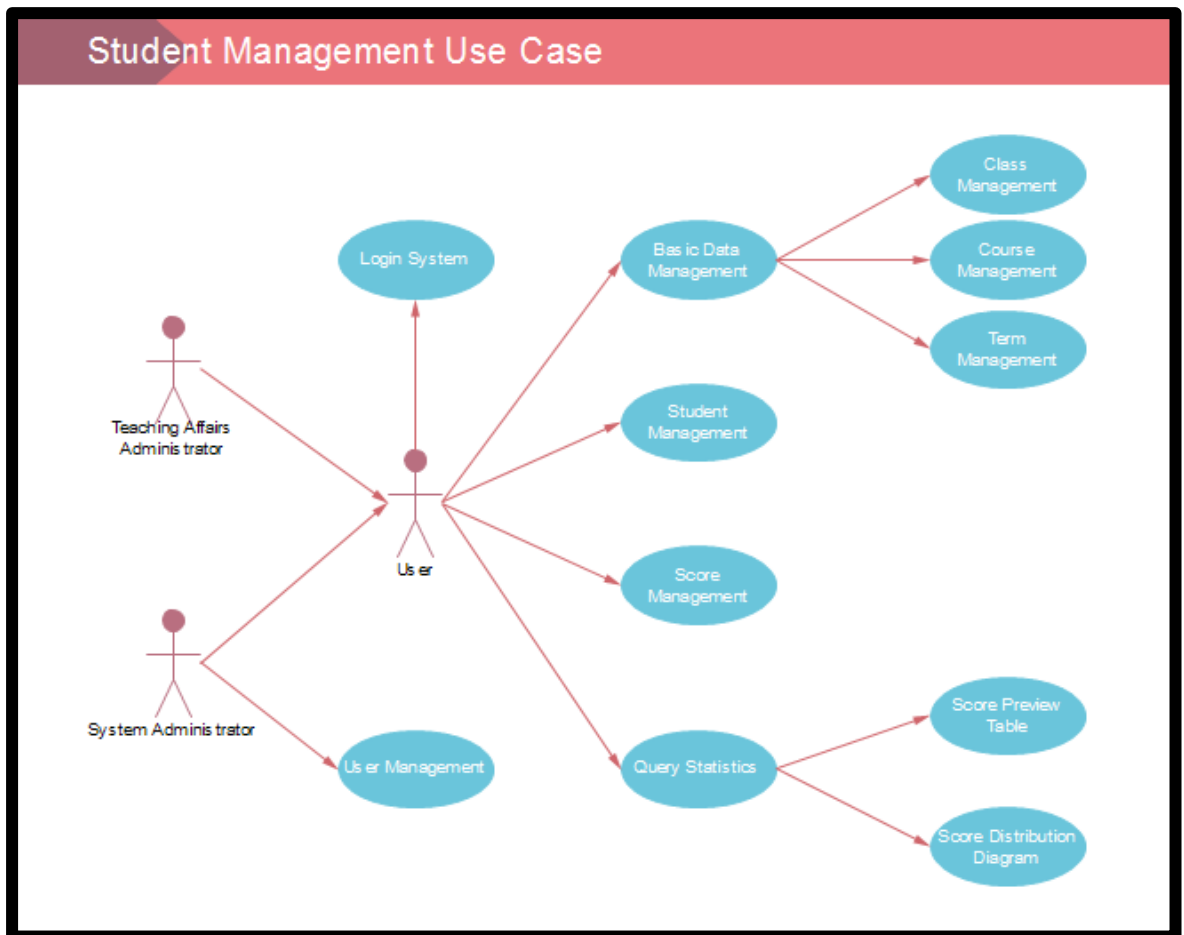 Student Management Use Case
Class
Management
Login System
Basic Data
Management
Course
Management
Term
Management
Teaching Affairs
Administrator
Student
Management
User
Score
Management
System Administrator
User Management
Query Statistics
Score Preview
Table
Score Distribution
Diagram